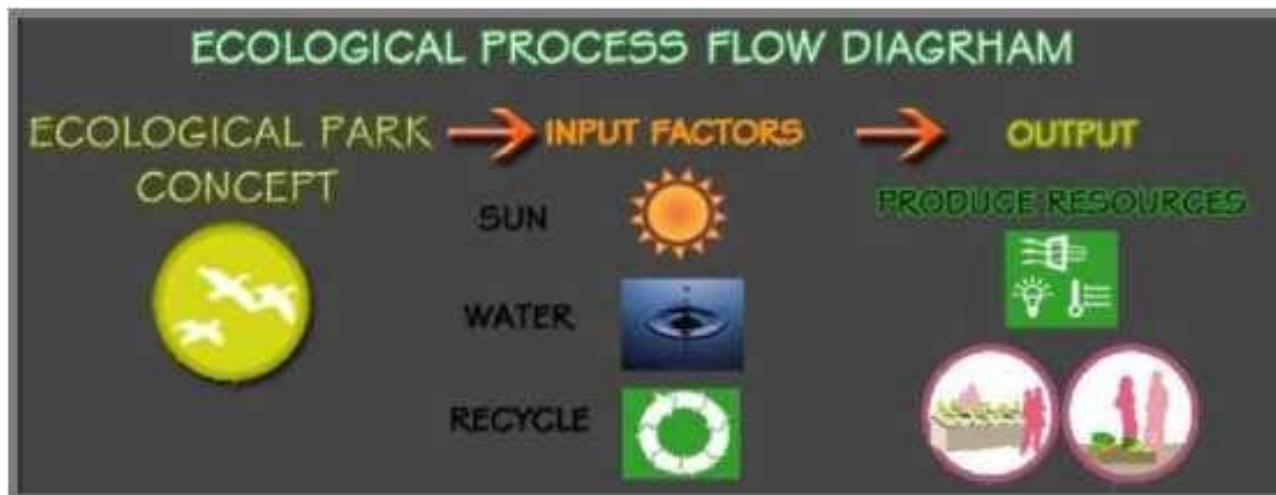 ECOLOGICAL PROCESS FLOW DIAGRHAM
ECOLOGICAL PARK
CONCEPT
INPUT FACTORS
SUN
WATER
RECYCLE
OUTPUT
PRODUCE RESOURCES